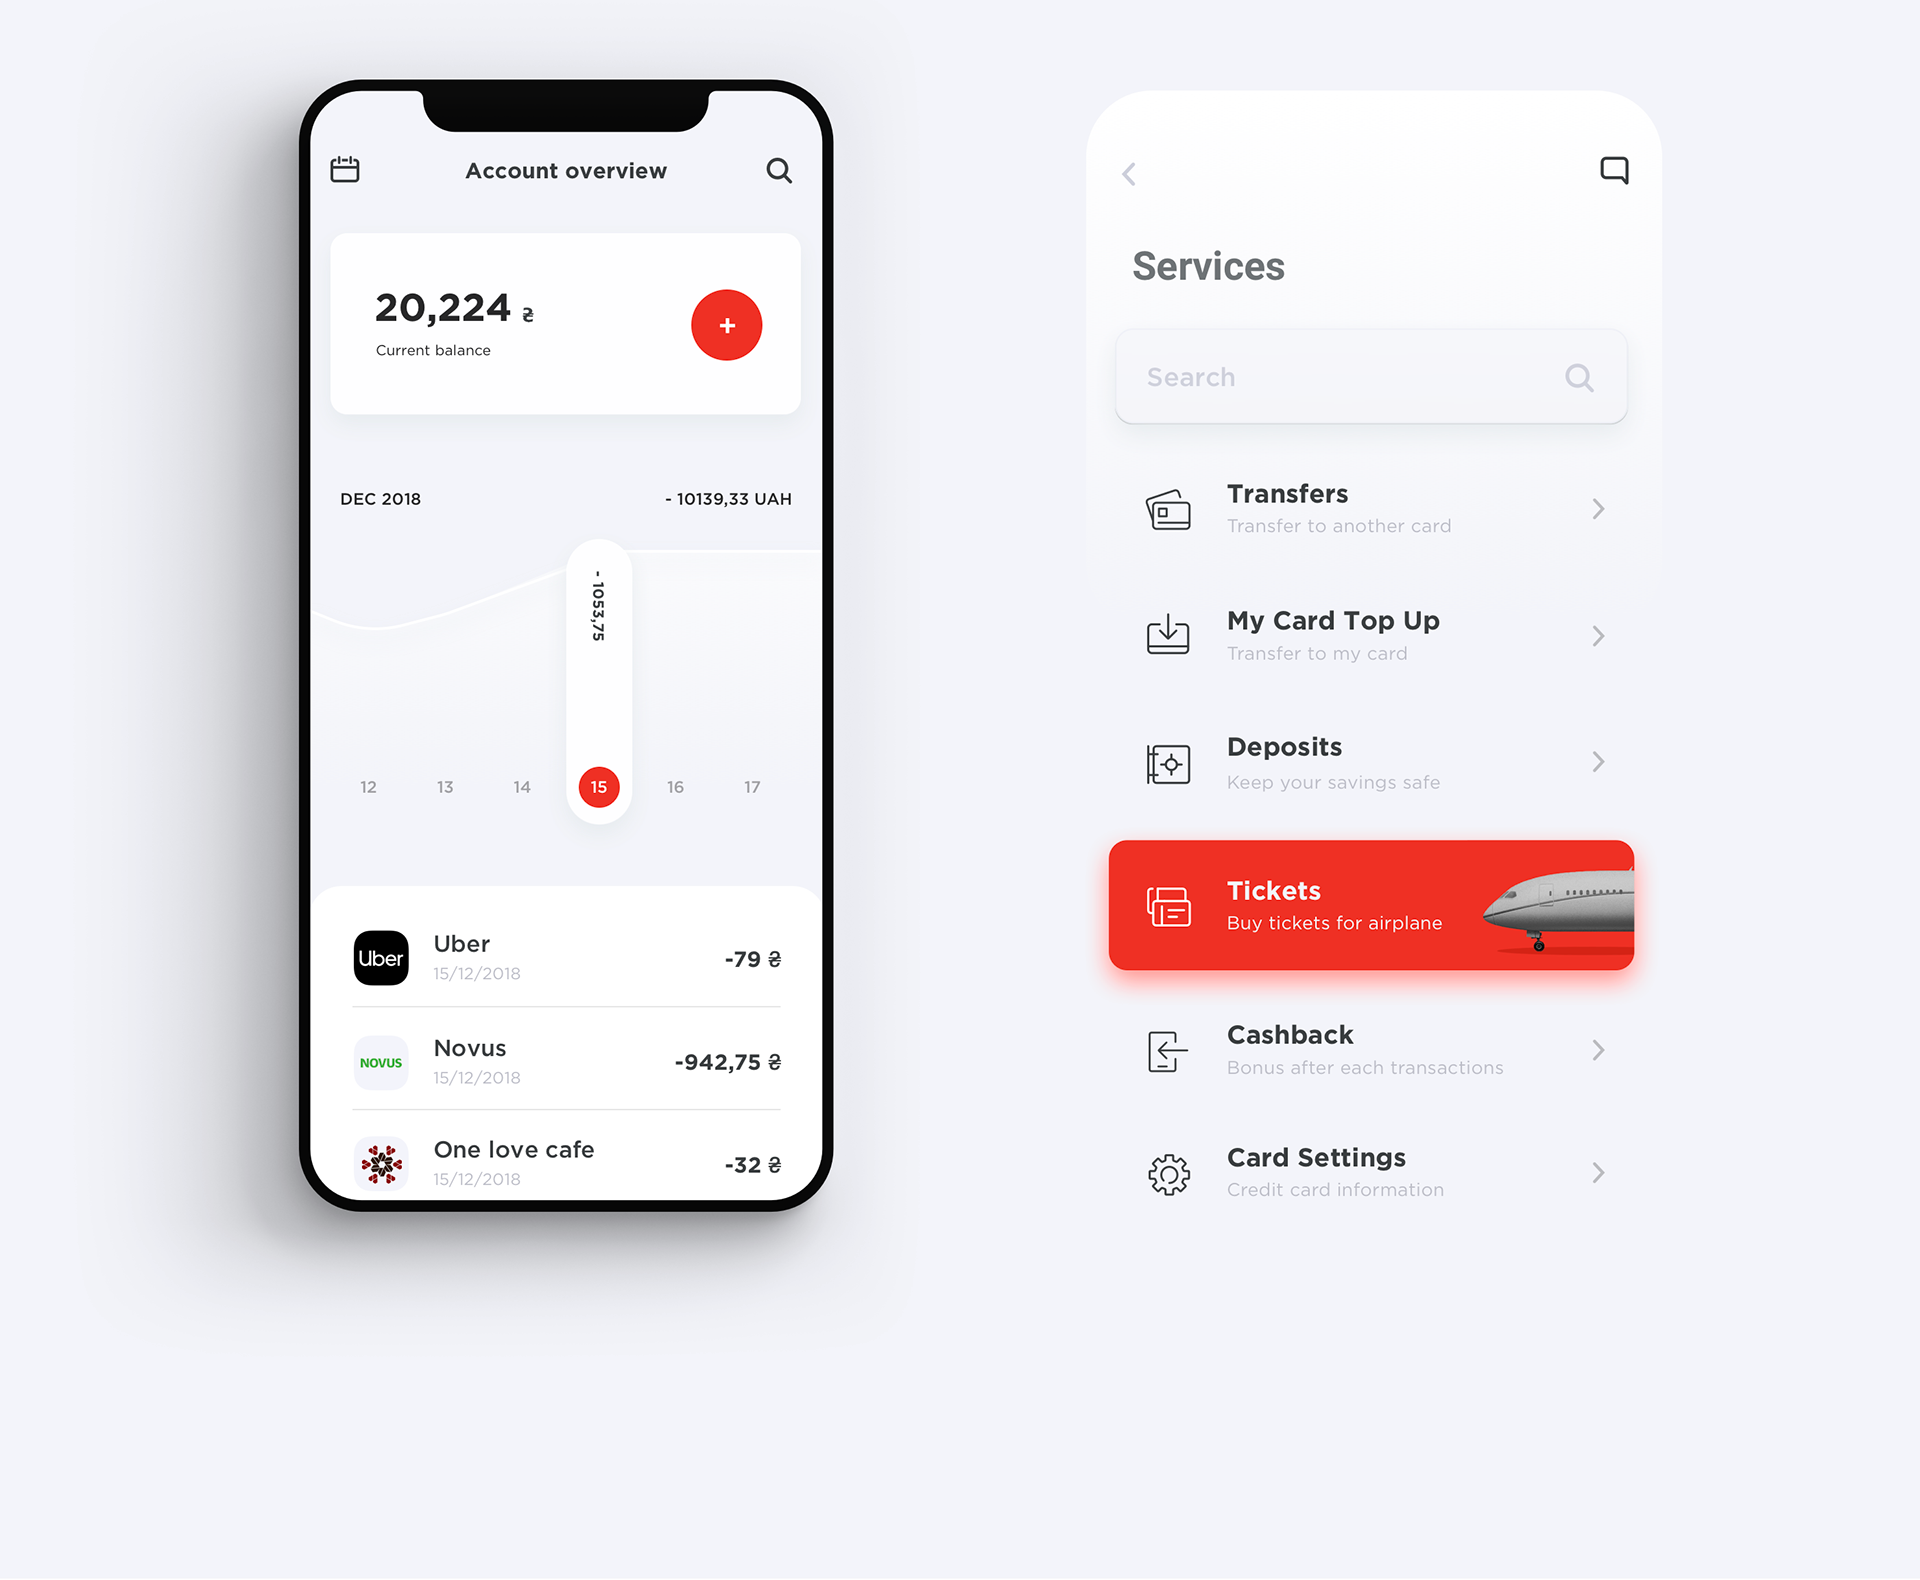 Account overview
20,224 ₴
Current balance
+
DEC 2018
- 10139,33 UAH
- 1053,75
12 13 14 15 16 17
Uber
Uber
15/12/2018
-79 ₴
NOVUS
Novus
15/12/2018
-942,75 ₴
One love cafe
15/12/2018
-32 ₴
Services
Search
Transfers
Transfer to another card
My Card Top Up
Transfer to my card
Deposits
Keep your savings safe
Tickets
Buy tickets for airplane
Cashback
Bonus after each transactions
Card Settings
Credit card information